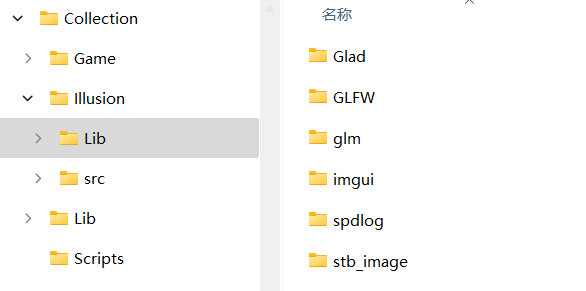 Collection
Game
Illusion
Lib
src
Lib
Scripts
名称
Glad
GLFW
glm
imgui
spdlog
stb_image